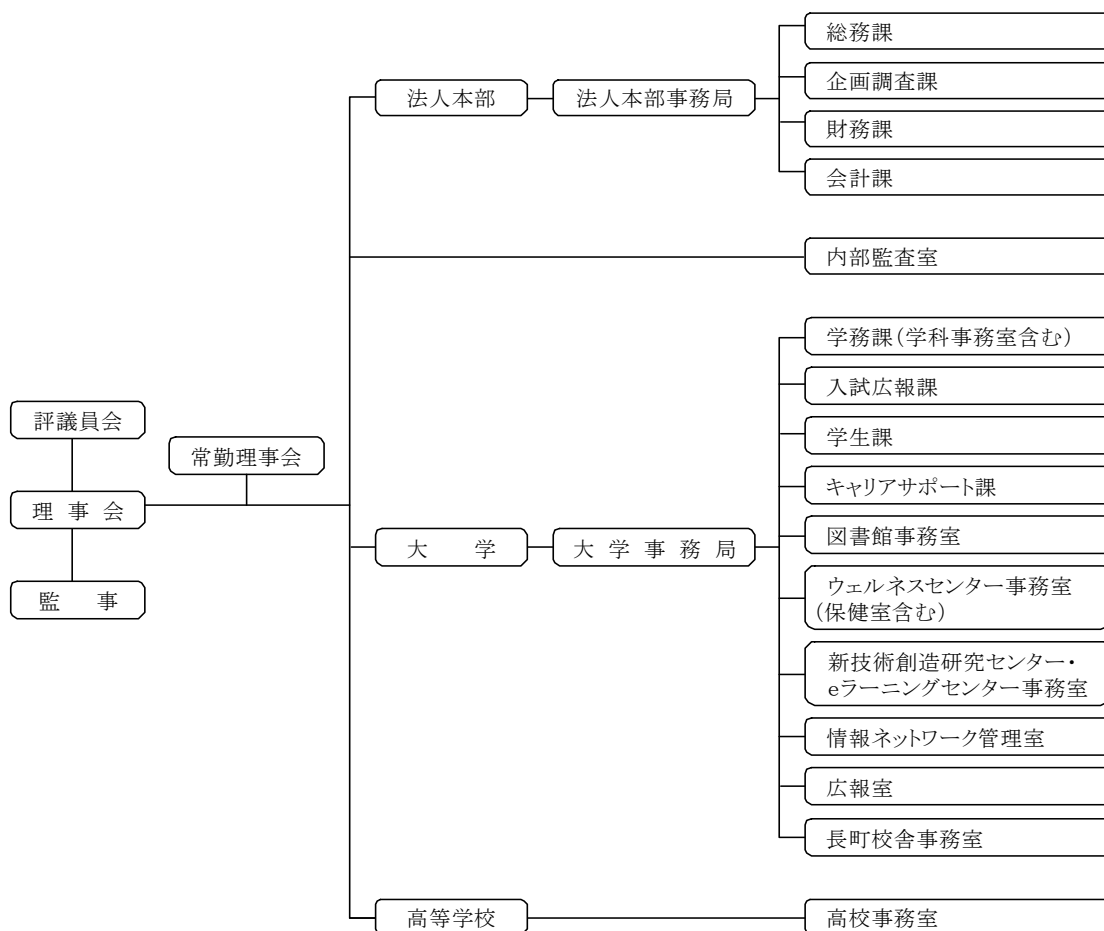 評議員会
理事会
監　　事
常勤理事会
法人本部
法人本部事務局
総務課
企画調査課
財務課
会計課
内部監査室
大　　学
大学事務局
学務課(学科事務室含む)
入試広報課
学生課
キャリアサポート課
図書館事務室
ウェルネスセンター事務室
(保健室含む)
新技術創造研究センター・
eラーニングセンター事務室
情報ネットワーク管理室
広報室
長町校舎事務室
高等学校
高校事務室